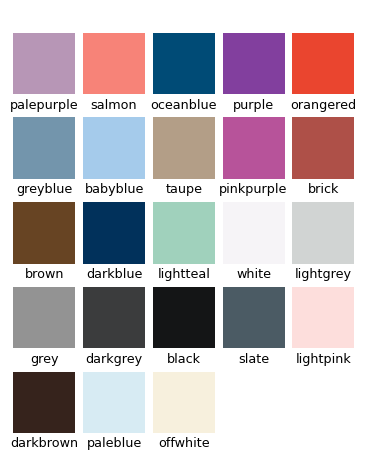 palepurple salmon oceanblue purple orangered
greyblue babyblue taupe pinkpurple brick
brown darkblue lightteal white lightgrey
grey darkgrey black slate lightpink
darkbrown paleblue offwhite